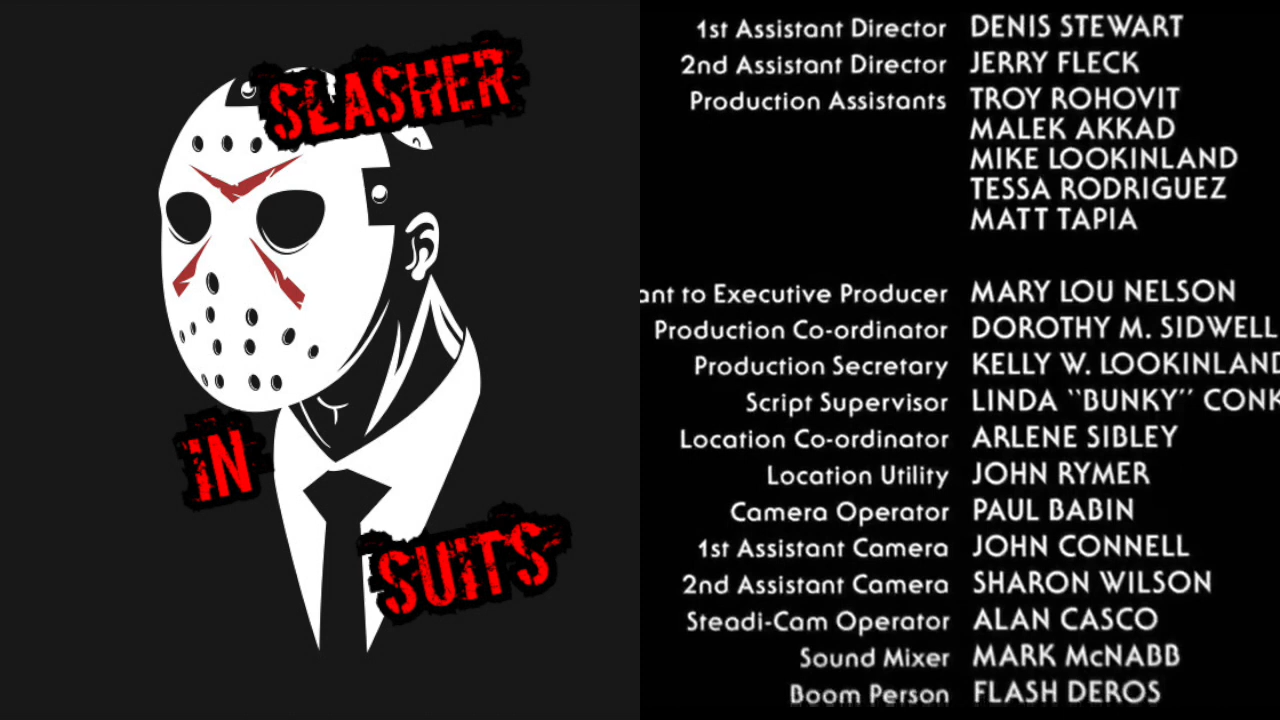 SLASHER
IN
SUITS
1st Assistant Director DENIS STEWART
2nd Assistant Director JERRY FLECK
Production Assistants TROY ROHOVIT
MALEK AKKAD
MIKE LOOKINLAND
TESSA RODRIGUEZ
MATT TAPIA
ant to Executive Producer MARY LOU NELSON
Production Co-ordinator DOROTHY M. SIDWELL
Production Secretary KELLY W. LOOKINLAND
Script Supervisor LINDA "BUNKY" CONK
Location Co-ordinator ARLENE SIBLEY
Location Utility JOHN RYMER
Camera Operator PAUL BABIN
1st Assistant Camera JOHN CONNELL
2nd Assistant Camera SHARON WILSON
Steadi-Cam Operator ALAN CASCO
Sound Mixer MARK McNABB
Boom Person FLASH DEROS